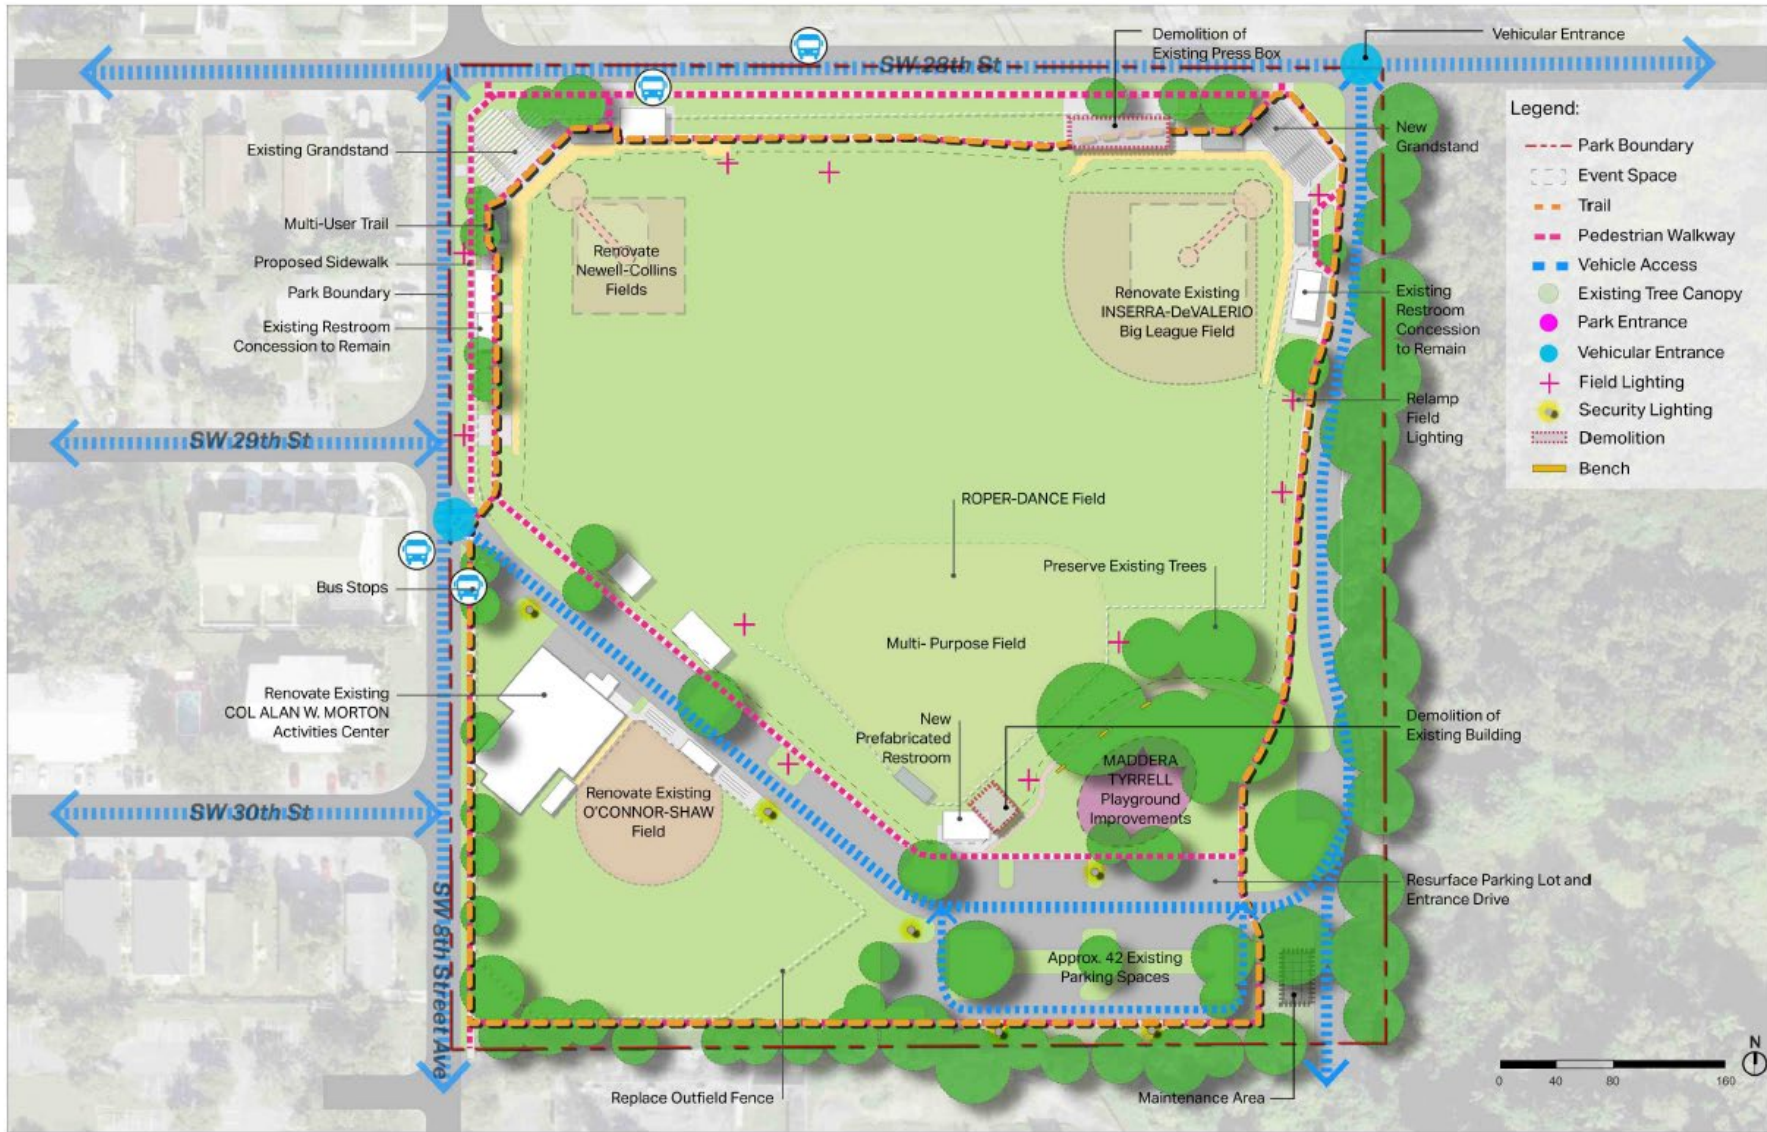 SW 28th St
Demolition of
Existing Press Box
Vehicular Entrance
Legend:
Park Boundary
Event Space
Trail
Pedestrian Walkway
Vehicle Access
Existing Tree Canopy
Park Entrance
Vehicular Entrance
Field Lighting
Security Lighting
Demolition
Bench
New
Grandstand
Existing Grandstand
Multi-User Trail
Proposed Sidewalk
Park Boundary
Existing Restroom
Concession to Remain
Renovate
Newell-Collins
Fields
Renovate Existing
INSERRA-DeVALERIO
Big League Field
Existing
Restroom
Concession
to Remain
Relamp
Field
Lighting
SW 29th St
ROPER-DANCE Field
Preserve Existing Trees
Bus Stops
Multi- Purpose Field
Renovate Existing
COL ALAN W. MORTON
Activities Center
New
Prefabricated
Restroom
Demolition of
Existing Building
MADDERA
TYRRELL
Playground
Improvements
Renovate Existing
O'CONNOR-SHAW
Field
SW 30th St
SW 8th Street Ave
Resurface Parking Lot and
Entrance Drive
Approx. 42 Existing
Parking Spaces
Replace Outfield Fence
Maintenance Area
N
0 40 80 160